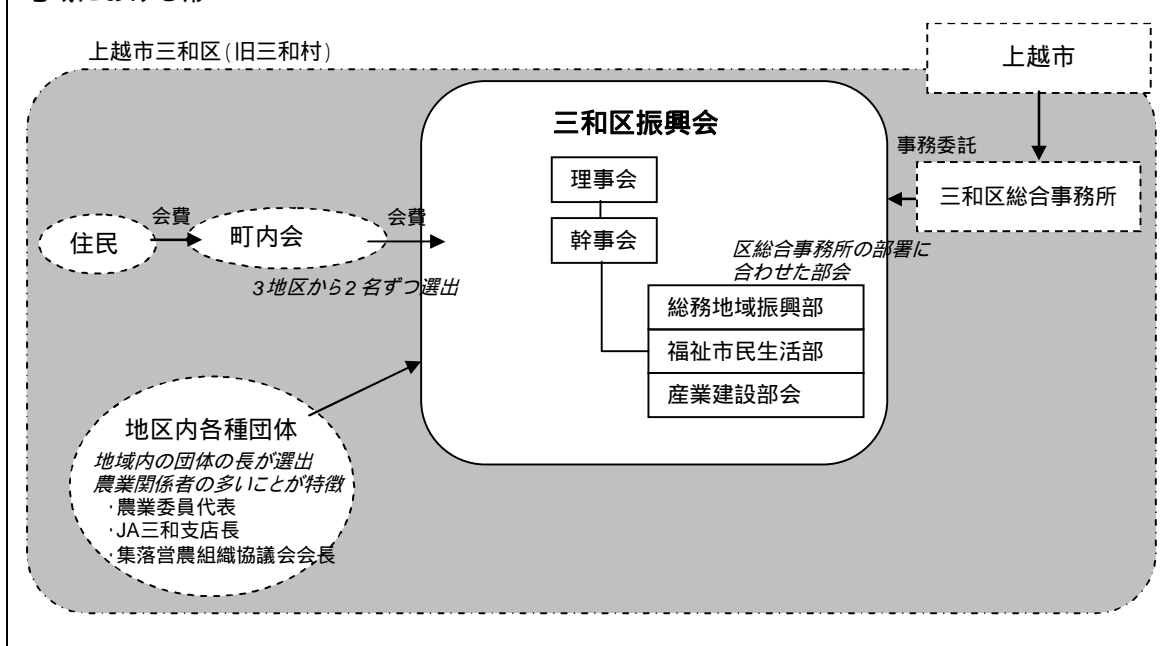 上越市三和区(旧三和村)
上越市
三和区振興会
事務委託
三和区総合事務所
理事会
幹事会
住民
会費
町内会
会費
3地区から2名ずつ選出
区総合事務所の部署に
合わせた部会
総務地域振興部
福祉市民生活部
産業建設部会
地区内各種団体
地域内の団体の長が選出
農業関係者の多いことが特徴
・農業委員代表
・JA三和支店長
・集落営農組織協議会会長